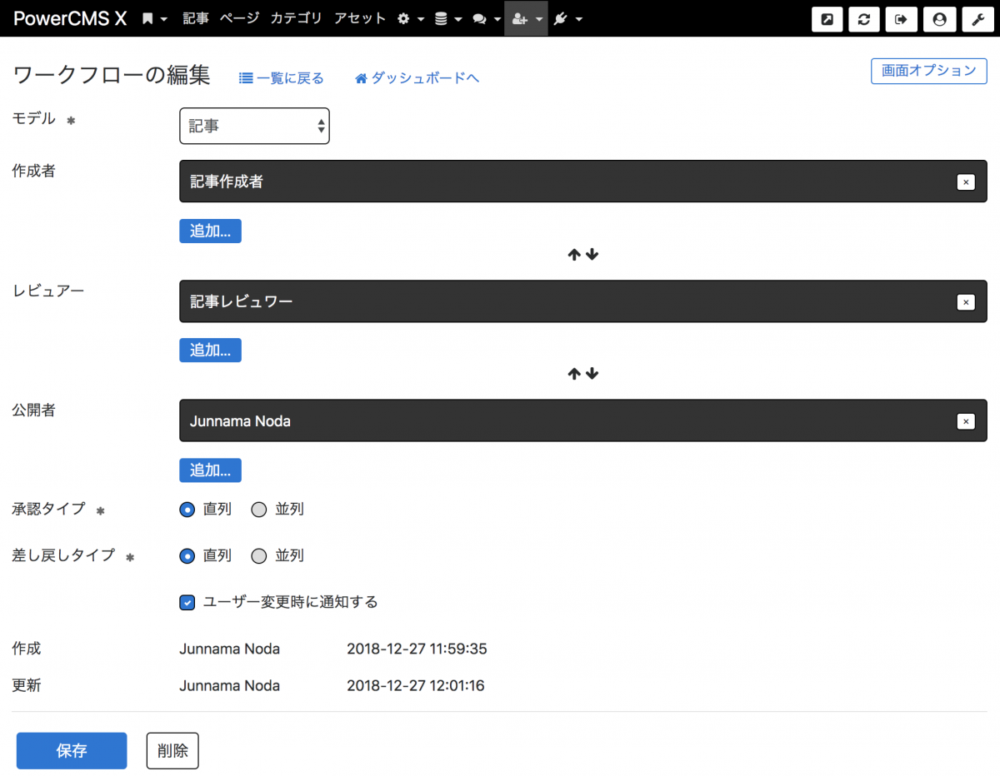 PowerCMS X 記事 ページ カテゴリ アセット
ワークフローの編集 一覧に戻る ダッシュボードへ 画面オプション
モデル ✱ 記事
作成者 記事作成者 ×
追加...
レビュアー 記事レビュワー ×
追加...
公開者 Junnama Noda ×
追加...
承認タイプ ✱ 直列 並列
差し戻しタイプ ✱ 直列 並列
ユーザー変更時に通知する
作成 Junnama Noda 2018-12-27 11:59:35
更新 Junnama Noda 2018-12-27 12:01:16
保存 削除